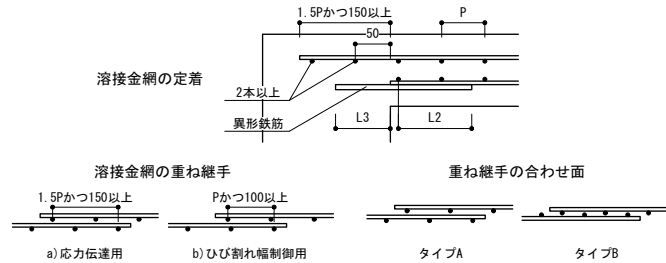 1.5Pかつ150以上
P
50
溶接金網の定着
2本以上
異形鉄筋
L3
L2
溶接金網の重ね継手
重ね継手の合わせ面
1.5Pかつ150以上
Pかつ100以上
a)応力伝達用
b)ひび割れ幅制御用
タイプA
タイプB